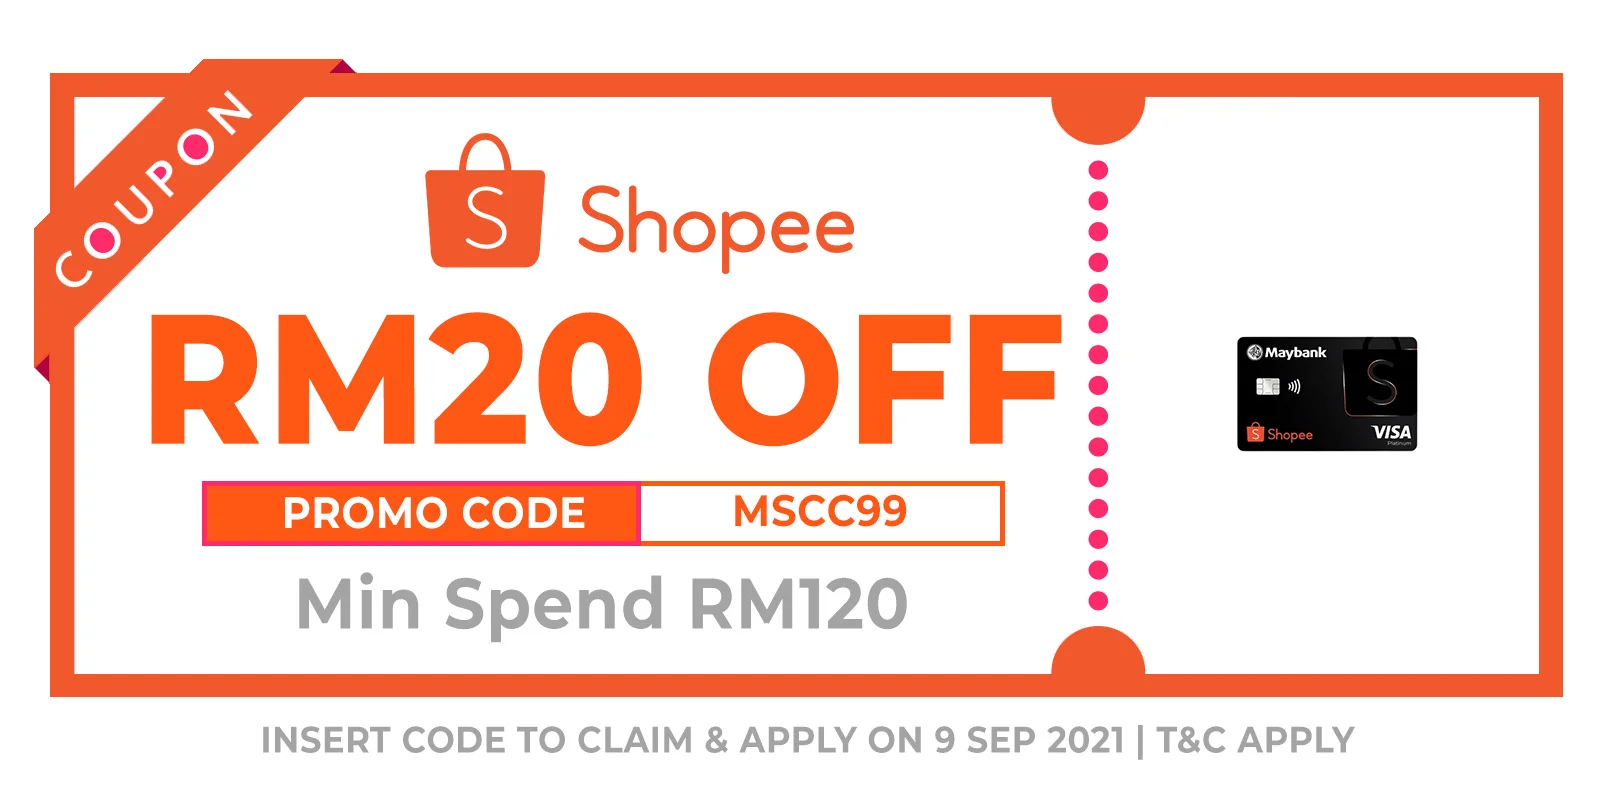 COUPON
S
Shopee
RM20 OFF
PROMO CODE
MSCC99
Min Spend RM120
Maybank
S
S
Shopee
VISA
Platinum
INSERT CODE TO CLAIM & APPLY ON 9 SEP 2021 | T&C APPLY